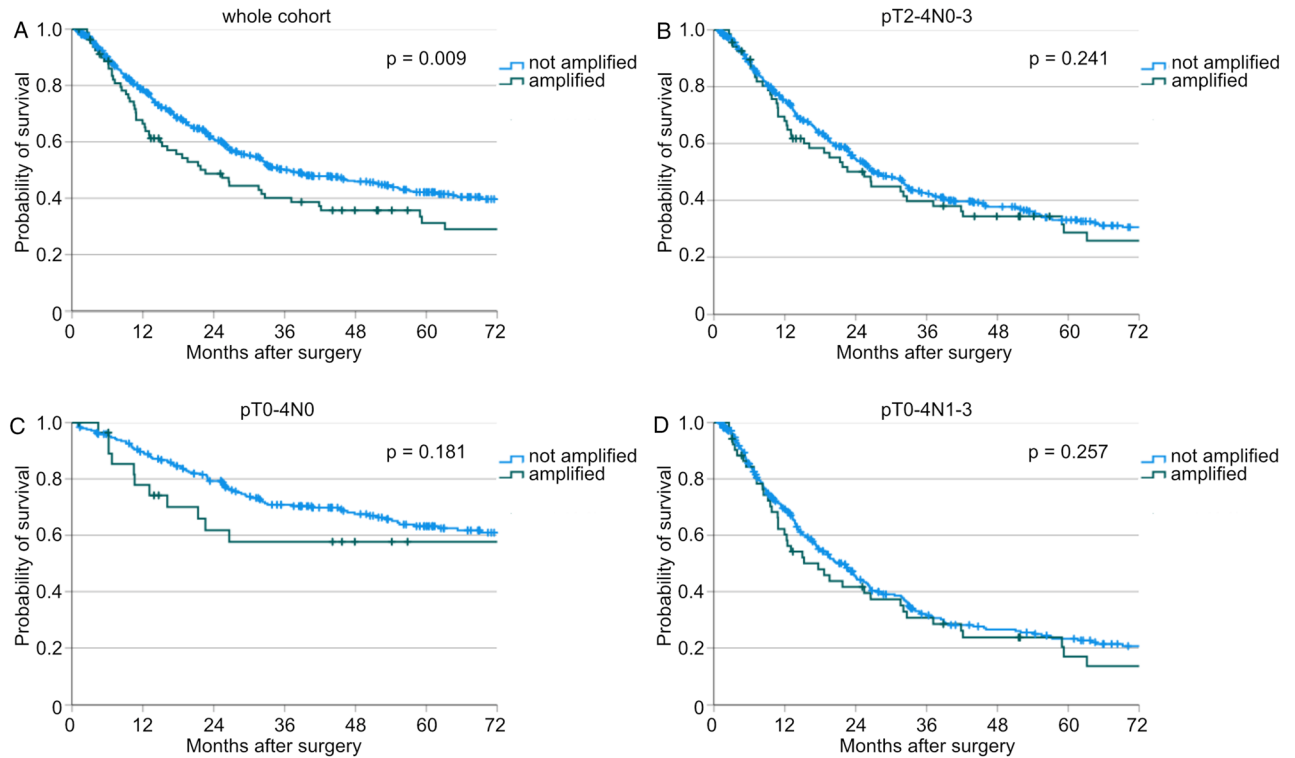 A
whole cohort
1.0
0.8
0.6
0.4
0.2
0
Probability of survival
p = 0.009
not amplified
amplified
0 12 24 36 48 60 72
Months after surgery
B
pT2-4N0-3
1.0
0.8
0.6
0.4
0.2
0
Probability of survival
p = 0.241
not amplified
amplified
0 12 24 36 48 60 72
Months after surgery
C
pT0-4N0
1.0
0.8
0.6
0.4
0.2
0
Probability of survival
p = 0.181
not amplified
amplified
0 12 24 36 48 60 72
Months after surgery
D
pT0-4N1-3
1.0
0.8
0.6
0.4
0.2
0
Probability of survival
p = 0.257
not amplified
amplified
0 12 24 36 48 60 72
Months after surgery